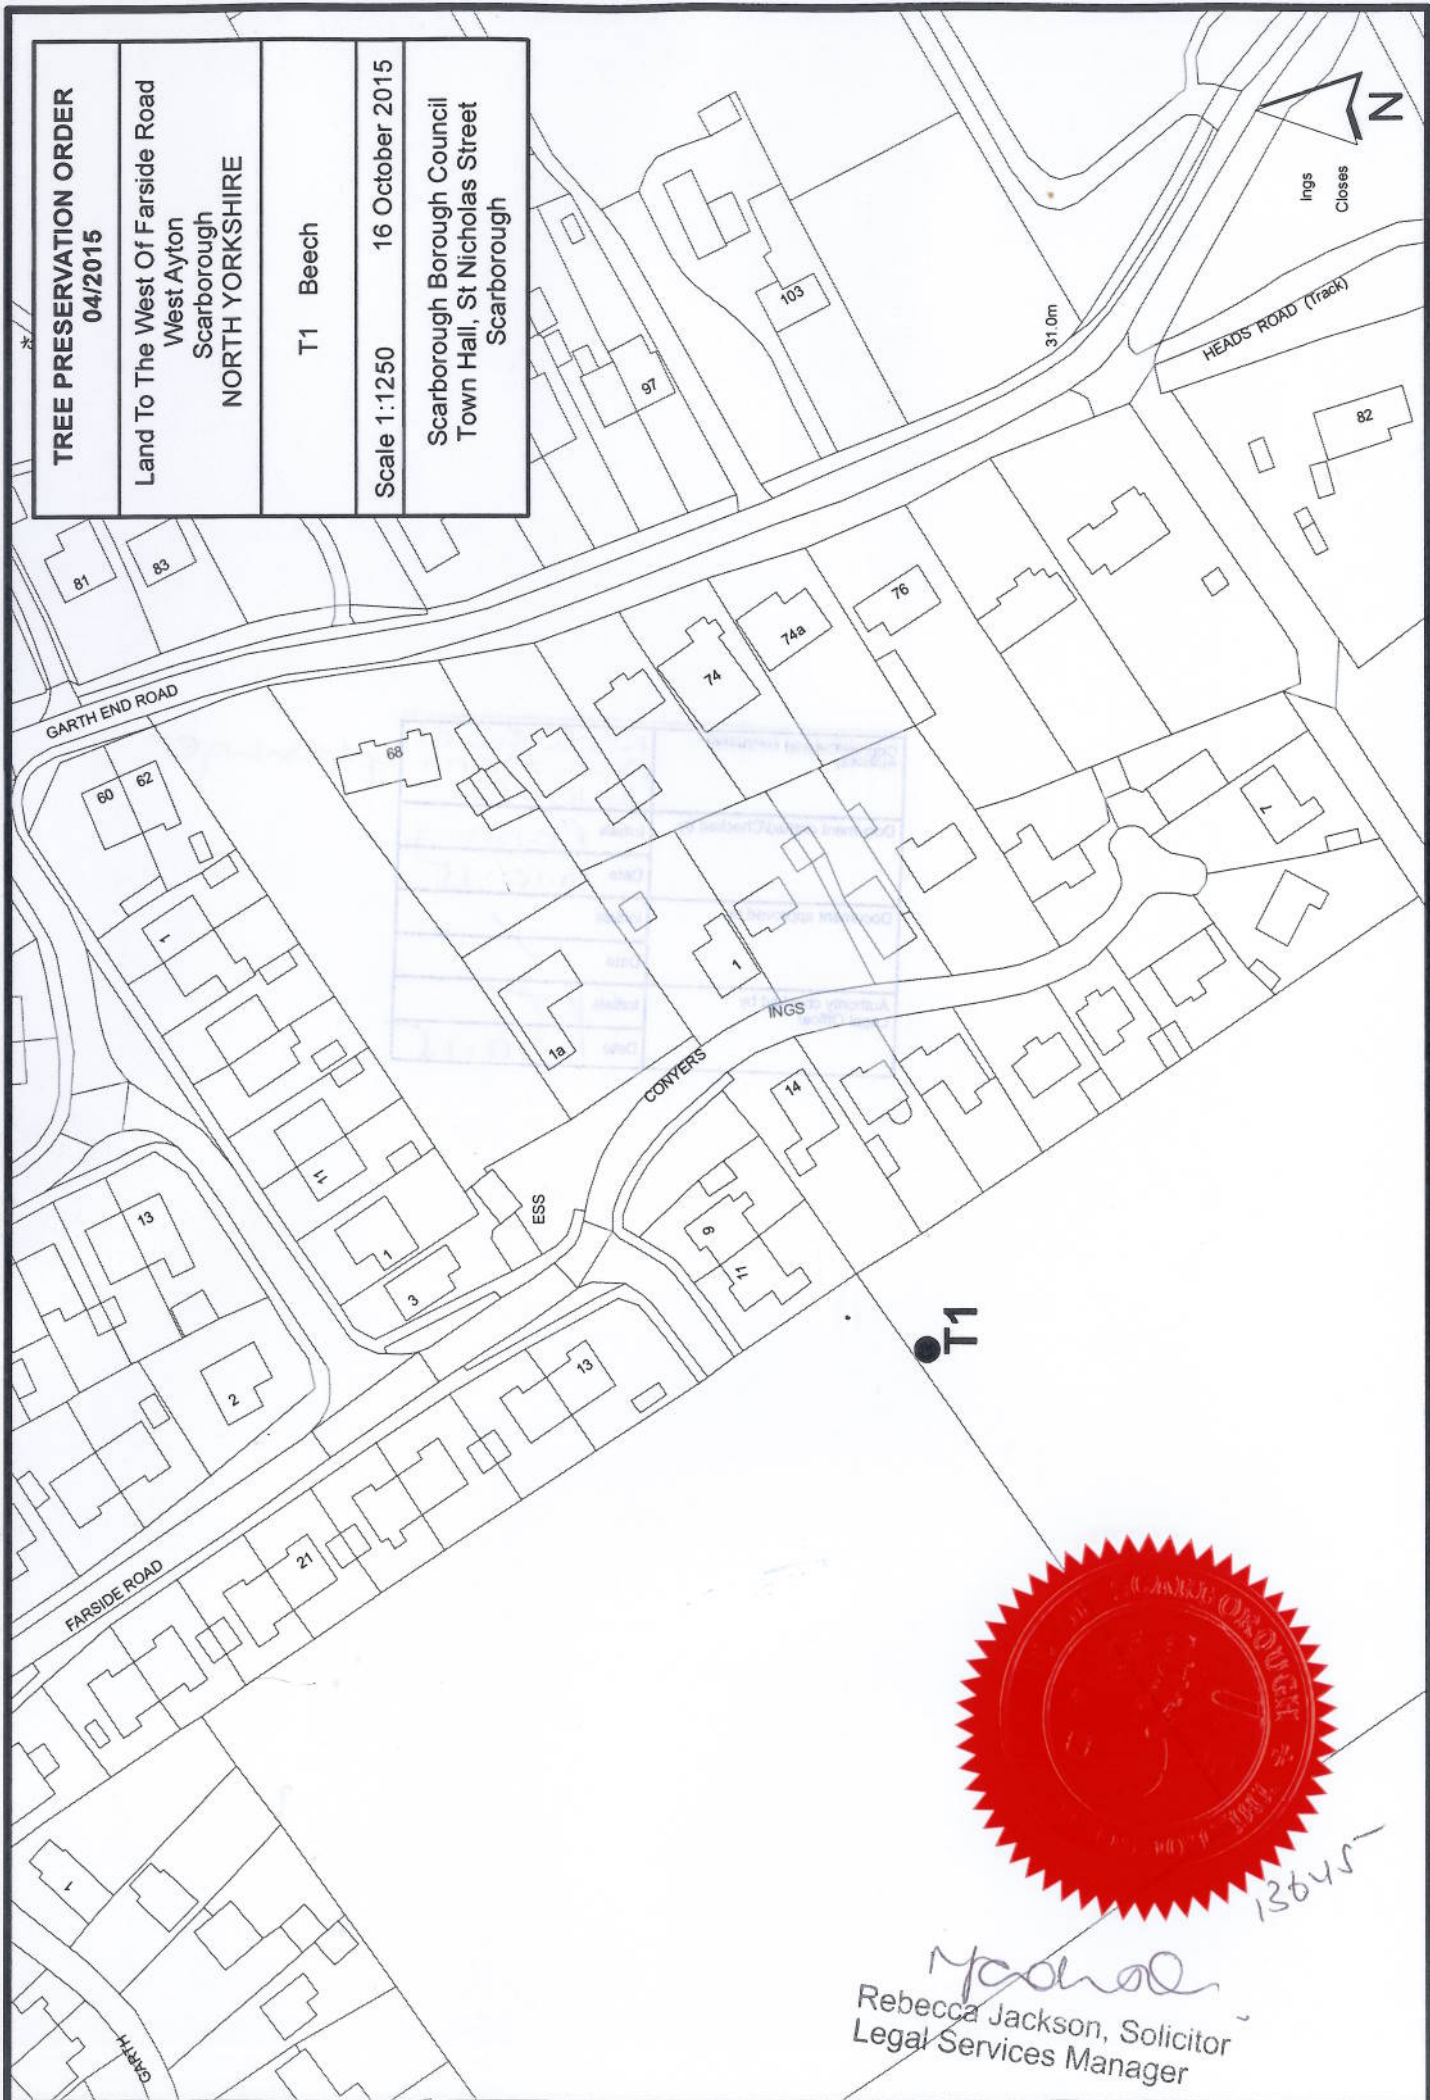 TREE PRESERVATION ORDER
04/2015
Land To The West Of Farside Road
West Ayton
Scarborough
NORTH YORKSHIRE
T1 Beech
Scale 1:1250 16 October 2015
Scarborough Borough Council
Town Hall, St Nicholas Street
Scarborough
N
Ings
Closes
HEADS ROAD (Track)
31.0m
82
103
97
81
83
GARTH END ROAD
60
62
68
74
74a
76
1
11
1
3
13
2
1a
1
7
CONYERS
INGS
ESS
14
9
11
13
21
FARSIDE ROAD
T1
1
GARTH
13645
Rebecca Jackson, Solicitor
Legal Services Manager